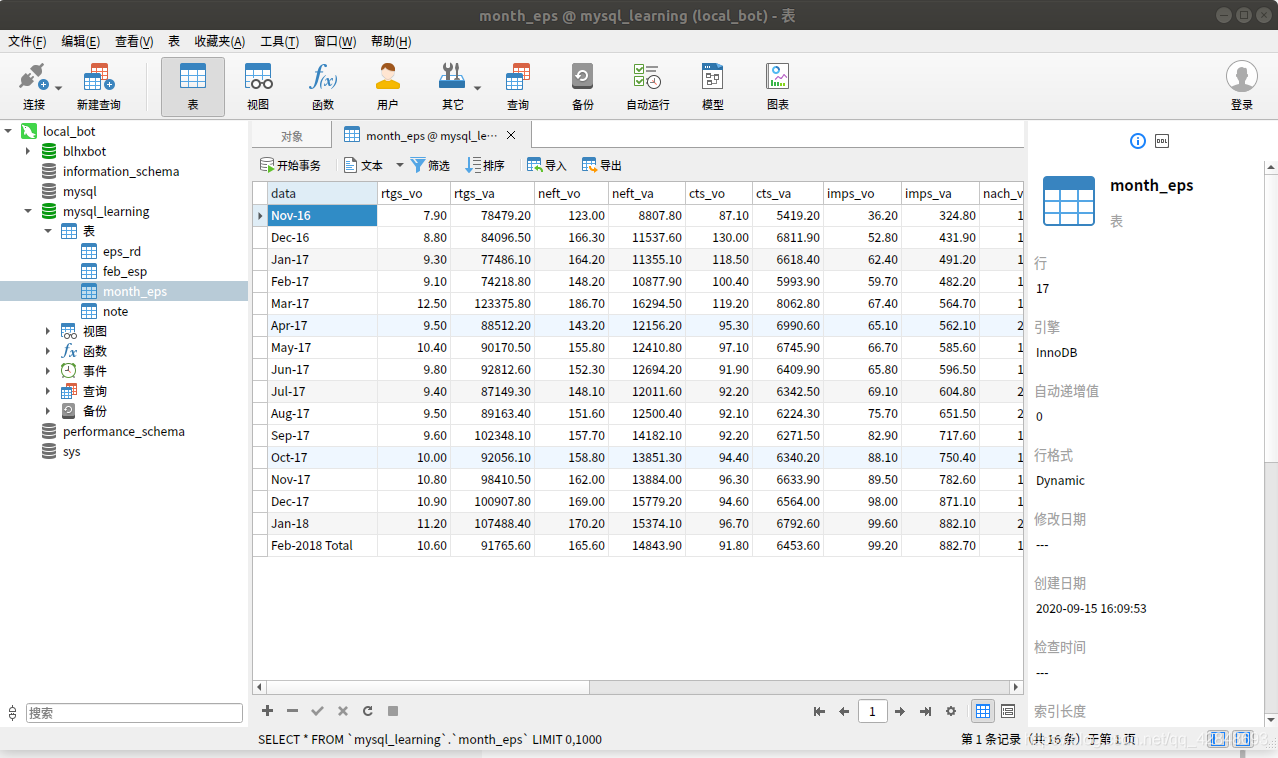 month_eps @ mysql_learning (local_bot) - 表
文件(F) 编辑(E) 查看(V) 表 收藏夹(A) 工具(T) 窗口(W) 帮助(H)
连接 新建查询 表 视图 函数 用户 其它 查询 备份 自动运行 模型 图表 登录
local_bot
blhxbot
information_schema
mysql
mysql_learning
表
eps_rd
feb_esp
month_eps
note
视图
函数
事件
查询
备份
performance_schema
sys
搜索
对象 month_eps @ mysql_le···
开始事务 文本 筛选 排序 导入 导出
data rtgs_vo rtgs_va neft_vo neft_va cts_vo cts_va imps_vo imps_va nach_v
Nov-16 7.90 78479.20 123.00 8807.80 87.10 5419.20 36.20 324.80 1
Dec-16 8.80 84096.50 166.30 11537.60 130.00 6811.90 52.80 431.90 1
Jan-17 9.30 77486.10 164.20 11355.10 118.50 6618.40 62.40 491.20 1
Feb-17 9.10 74218.80 148.20 10877.90 100.40 5993.90 59.70 482.20 1
Mar-17 12.50 123375.80 186.70 16294.50 119.20 8062.80 67.40 564.70 1
Apr-17 9.50 88512.20 143.20 12156.20 95.30 6990.60 65.10 562.10 2
May-17 10.40 90170.50 155.80 12410.80 97.10 6745.90 66.70 585.60 1
Jun-17 9.80 92812.60 152.30 12694.20 91.90 6409.90 65.80 596.50 1
Jul-17 9.40 87149.30 148.10 12011.60 92.20 6342.50 69.10 604.80 2
Aug-17 9.50 89163.40 151.60 12500.40 92.10 6224.30 75.70 651.50 2
Sep-17 9.60 102348.10 157.70 14182.10 92.20 6271.50 82.90 717.60 1
Oct-17 10.00 92056.10 158.80 13851.30 94.40 6340.20 88.10 750.40 1
Nov-17 10.80 98410.50 162.00 13884.00 96.30 6633.90 89.50 782.60 1
Dec-17 10.90 100907.80 169.00 15779.20 94.60 6564.00 98.00 871.10 1
Jan-18 11.20 107488.40 170.20 15374.10 96.70 6792.60 99.60 882.10 2
Feb-2018 Total 10.60 91765.60 165.60 14843.90 91.80 6453.60 99.20 882.70 1
1
SELECT * FROM `mysql_learning`.`month_eps` LIMIT 0,1000
第 1 条记录 （共 16 条） 于第 1 页
DDL
month_eps
表
行
17
引擎
InnoDB
自动递增值
0
行格式
Dynamic
修改日期
---
创建日期
2020-09-15 16:09:53
检查时间
---
索引长度